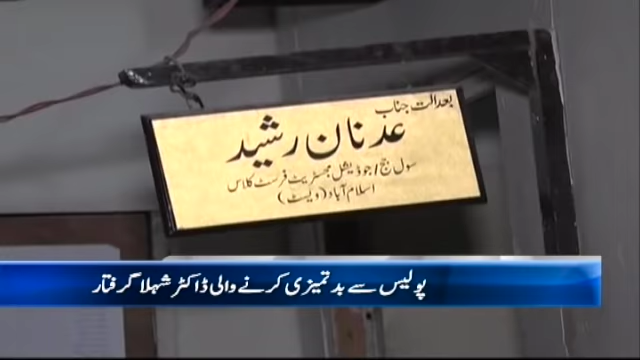 بعدالت جناب
عدنان رشید
سول جج/جوڈیشل مجسٹریٹ فرسٹ کلاس
اسلام آباد (ویسٹ)
پولیس سے بدتمیزی کرنے والی ڈاکٹر شہلا گرفتار